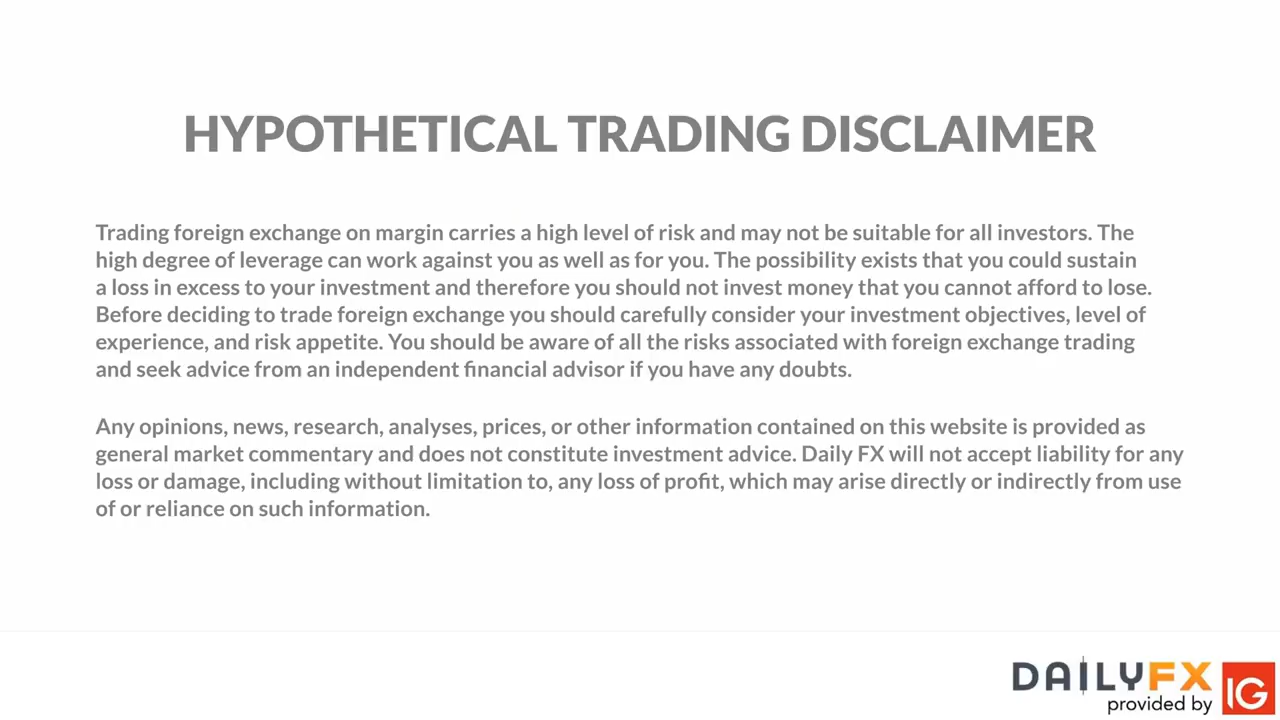 HYPOTHETICAL TRADING DISCLAIMER
Trading foreign exchange on margin carries a high level of risk and may not be suitable for all investors. The
high degree of leverage can work against you as well as for you. The possibility exists that you could sustain
a loss in excess to your investment and therefore you should not invest money that you cannot afford to lose.
Before deciding to trade foreign exchange you should carefully consider your investment objectives, level of
experience, and risk appetite. You should be aware of all the risks associated with foreign exchange trading
and seek advice from an independent financial advisor if you have any doubts.
Any opinions, news, research, analyses, prices, or other information contained on this website is provided as
general market commentary and does not constitute investment advice. Daily FX will not accept liability for any
loss or damage, including without limitation to, any loss of profit, which may arise directly or indirectly from use
of or reliance on such information.
DAILYFX
provided by IG